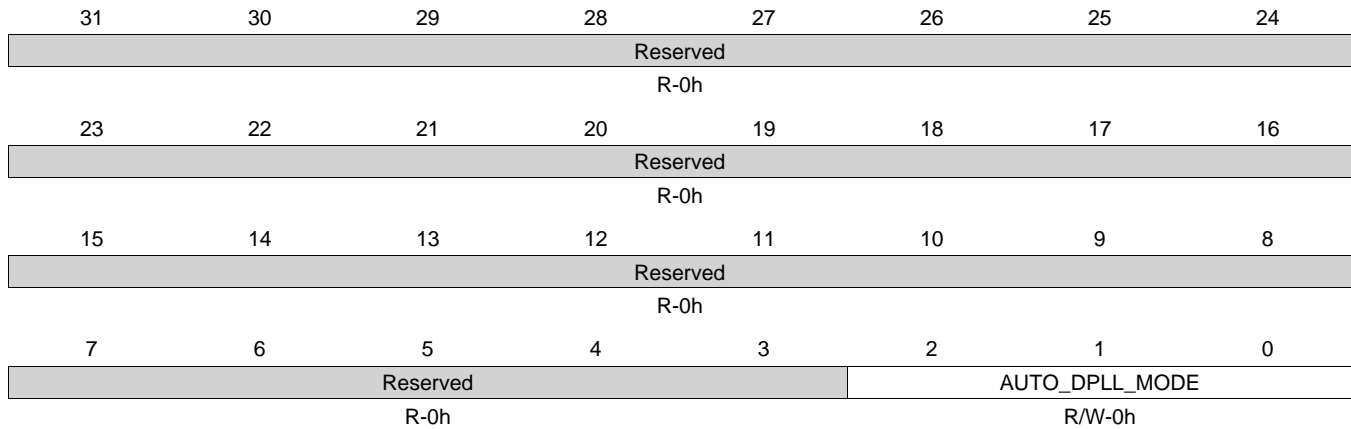 31 30 29 28 27 26 25 24
Reserved
R-0h
23 22 21 20 19 18 17 16
Reserved
R-0h
15 14 13 12 11 10 9 8
Reserved
R-0h
7 6 5 4 3 2 1 0
Reserved AUTO_DPLL_MODE
R-0h R/W-0h